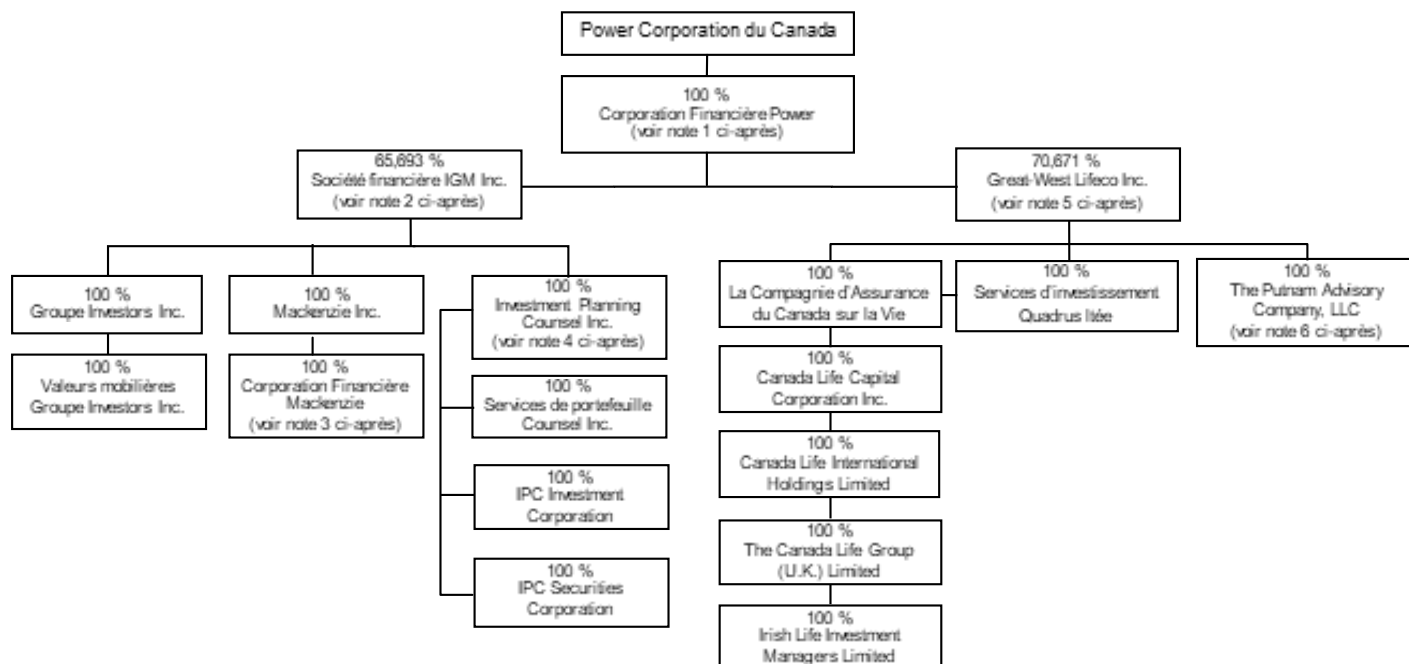 Power Corporation du Canada
100 %
Corporation Financière Power
(voir note 1 ci-après)
65,693 %
Société financière IGM Inc.
(voir note 2 ci-après)
70,671 %
Great-West Lifeco Inc.
(voir note 5 ci-après)
100 %
Groupe Investors Inc.
100 %
Mackenzie Inc.
100 %
Investment Planning
Counsel Inc.
(voir note 4 ci-après)
100 %
La Compagnie d'Assurance
du Canada sur la Vie
100 %
Services d'investissement
Quadrus ltée
100 %
The Putnam Advisory
Company, LLC
(voir note 6 ci-après)
100 %
Valeurs mobilières
Groupe Investors Inc.
100 %
Corporation Financière
Mackenzie
(voir note 3 ci-après)
100 %
Services de portefeuille
Counsel Inc.
100 %
Canada Life Capital
Corporation Inc.
100 %
IPC Investment
Corporation
100 %
Canada Life International
Holdings Limited
100 %
IPC Securities
Corporation
100 %
The Canada Life Group
(U.K.) Limited
100 %
Irish Life Investment
Managers Limited